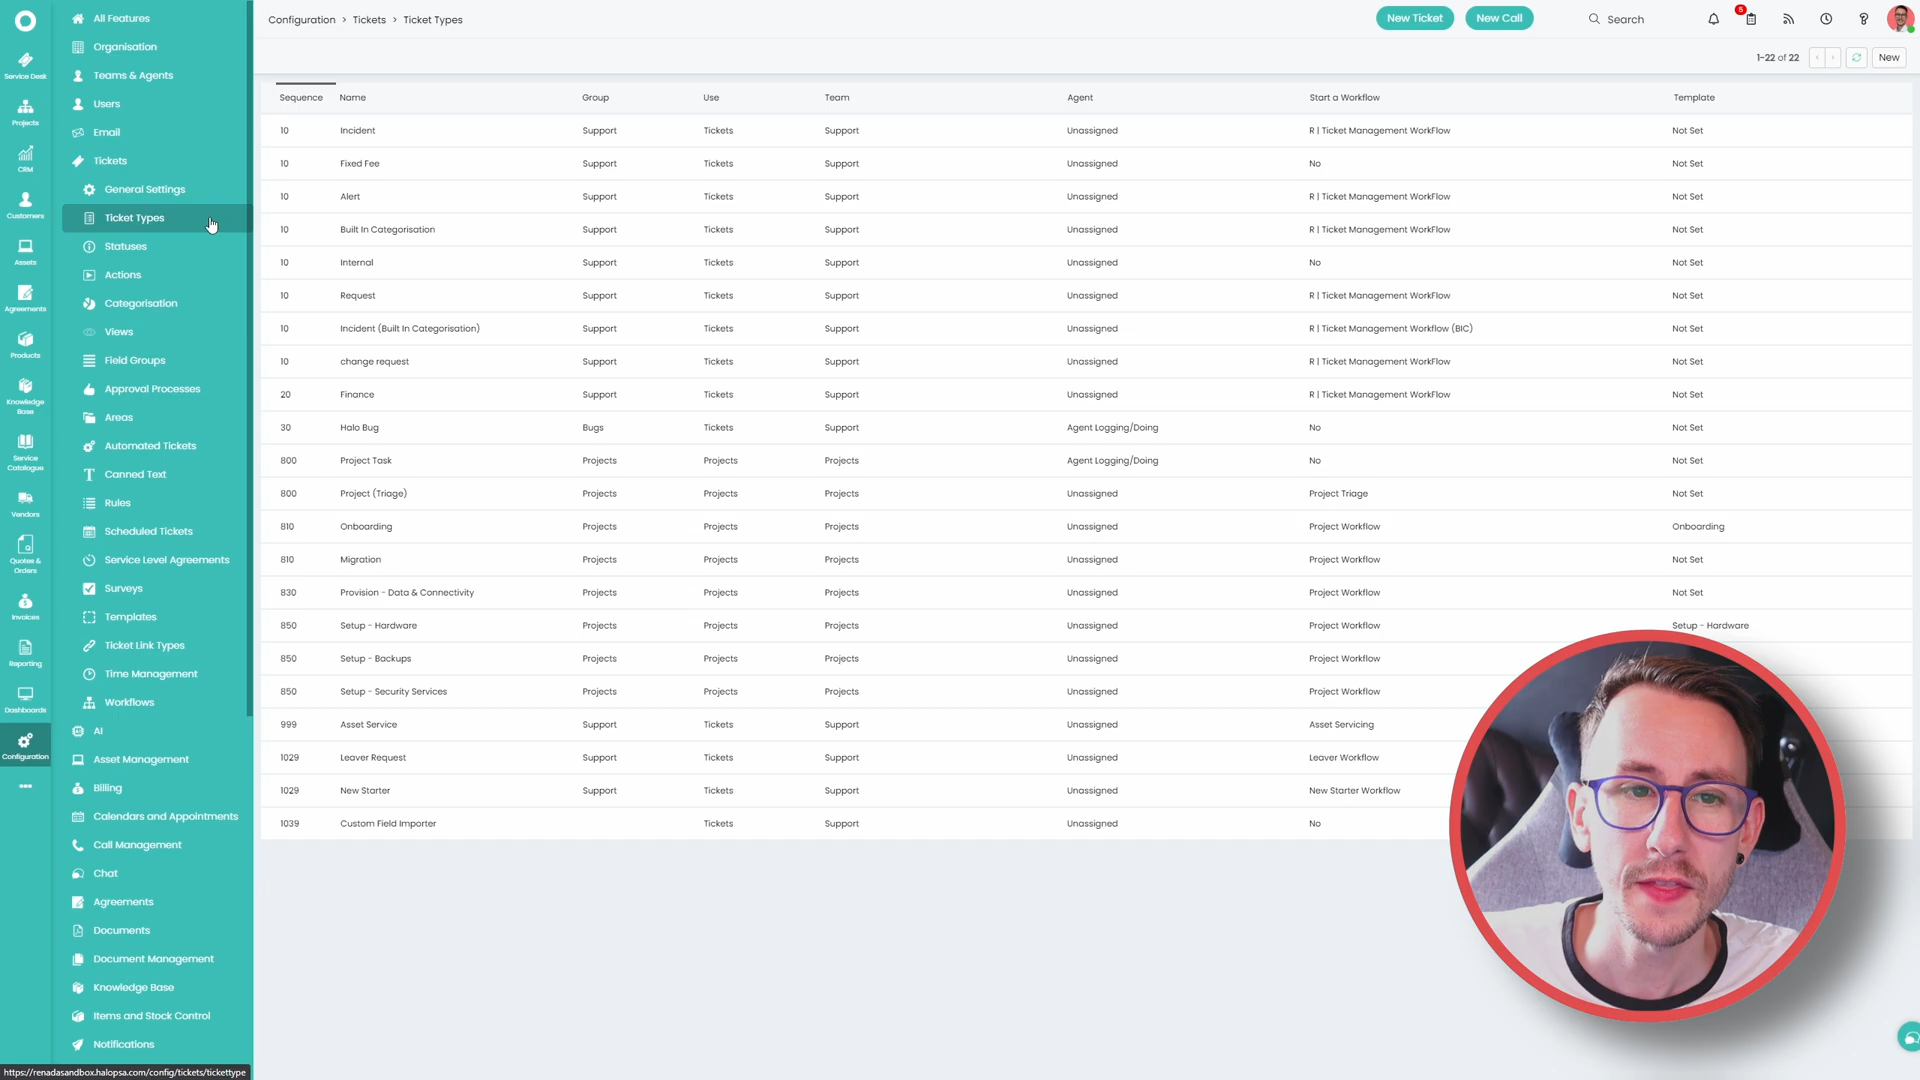 Service Desk
Projects
CRM
Customers
Assets
Agreements
Products
Knowledge
Base
Service
Catalogue
Vendors
Quotes &
Orders
Invoices
Reporting
Dashboards
Configuration
All Features
Organisation
Teams & Agents
Users
Email
Tickets
General Settings
Ticket Types
Statuses
Actions
Categorisation
Views
Field Groups
Approval Processes
Areas
Automated Tickets
Canned Text
Rules
Scheduled Tickets
Service Level Agreements
Surveys
Templates
Ticket Link Types
Time Management
Workflows
AI
Asset Management
Billing
Calendars and Appointments
Call Management
Chat
Agreements
Documents
Document Management
Knowledge Base
Items and Stock Control
Notifications
https://renadasandbox.halopsa.com/config/tickets/tickettype
Configuration > Tickets > Ticket Types
New Ticket New Call Search 5
1-22 of 22 New
Sequence Name Group Use Team Agent Start a Workflow Template
10 Incident Support Tickets Support Unassigned R | Ticket Management WorkFlow Not Set
10 Fixed Fee Support Tickets Support Unassigned No Not Set
10 Alert Support Tickets Support Unassigned R | Ticket Management WorkFlow Not Set
10 Built In Categorisation Support Tickets Support Unassigned R | Ticket Management WorkFlow Not Set
10 Internal Support Tickets Support Unassigned No Not Set
10 Request Support Tickets Support Unassigned R | Ticket Management WorkFlow Not Set
10 Incident (Built In Categorisation) Support Tickets Support Unassigned R | Ticket Management Workflow (BIC) Not Set
10 change request Support Tickets Support Unassigned R | Ticket Management WorkFlow Not Set
20 Finance Support Tickets Support Unassigned R | Ticket Management WorkFlow Not Set
30 Halo Bug Bugs Tickets Support Agent Logging/Doing No Not Set
800 Project Task Projects Projects Projects Agent Logging/Doing No Not Set
800 Project (Triage) Projects Projects Projects Unassigned Project Triage Not Set
810 Onboarding Projects Projects Projects Unassigned Project Workflow Onboarding
810 Migration Projects Projects Projects Unassigned Project Workflow Not Set
830 Provision - Data & Connectivity Projects Projects Projects Unassigned Project Workflow Not Set
850 Setup - Hardware Projects Projects Projects Unassigned Project Workflow Setup - Hardware
850 Setup - Backups Projects Projects Projects Unassigned Project Workflow
850 Setup - Security Services Projects Projects Projects Unassigned Project Workflow
999 Asset Service Support Tickets Support Unassigned Asset Servicing
1029 Leaver Request Support Tickets Support Unassigned Leaver Workflow
1029 New Starter Support Tickets Support Unassigned New Starter Workflow
1039 Custom Field Importer Tickets Support Unassigned No